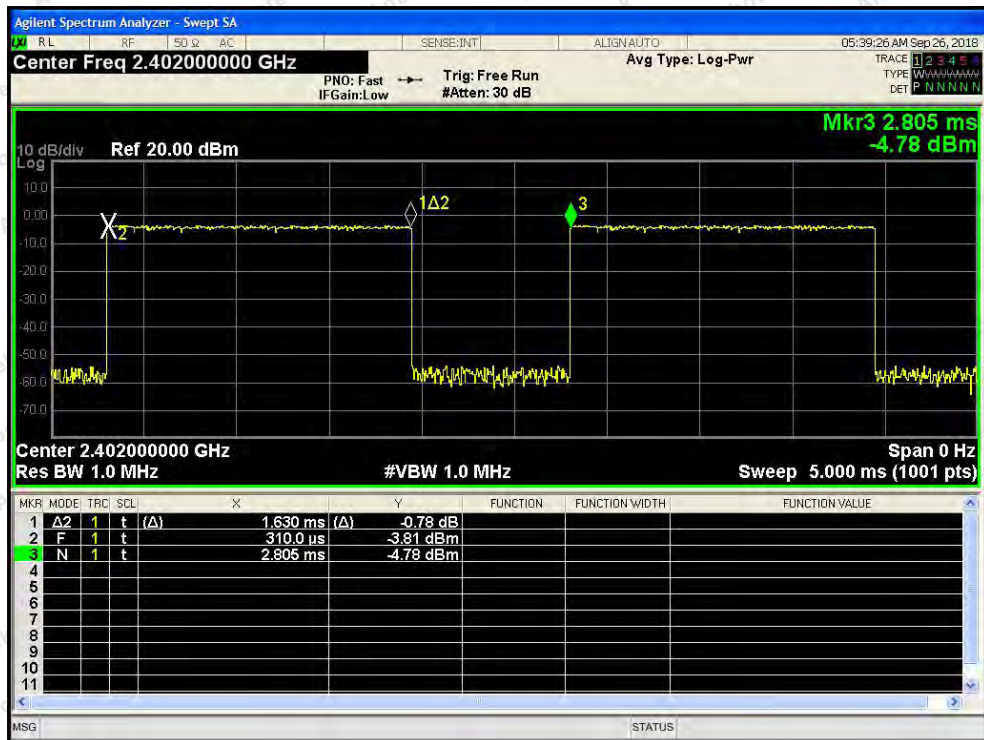 Agilent Spectrum Analyzer - Swept SA
LXI RL RF 50 Ω AC SENSE:INT ALIGNAUTO 05:39:26 AM Sep 26, 2018
Center Freq 2.402000000 GHz Avg Type: Log-Pwr TRACE 1 2 3 4 5 6
PNO: Fast Trig: Free Run TYPE
IFGain:Low #Atten: 30 dB DET P N N N N N
Mkr3 2.805 ms
10 dB/div Ref 20.00 dBm -4.78 dBm
Log
10.0
0.00
-10.0
-20.0
-30.0
-40.0
-50.0
-60.0
-70.0
2
1Δ2
3
Center 2.402000000 GHz Span 0 Hz
Res BW 1.0 MHz #VBW 1.0 MHz Sweep 5.000 ms (1001 pts)
MKR MODE TRC SCL X Y FUNCTION FUNCTION WIDTH FUNCTION VALUE
1 Δ2 1 t (Δ) 1.630 ms (Δ) -0.78 dB
2 F 1 t 310.0 µs -3.81 dBm
3 N 1 t 2.805 ms -4.78 dBm
4
5
6
7
8
9
10
11
MSG STATUS